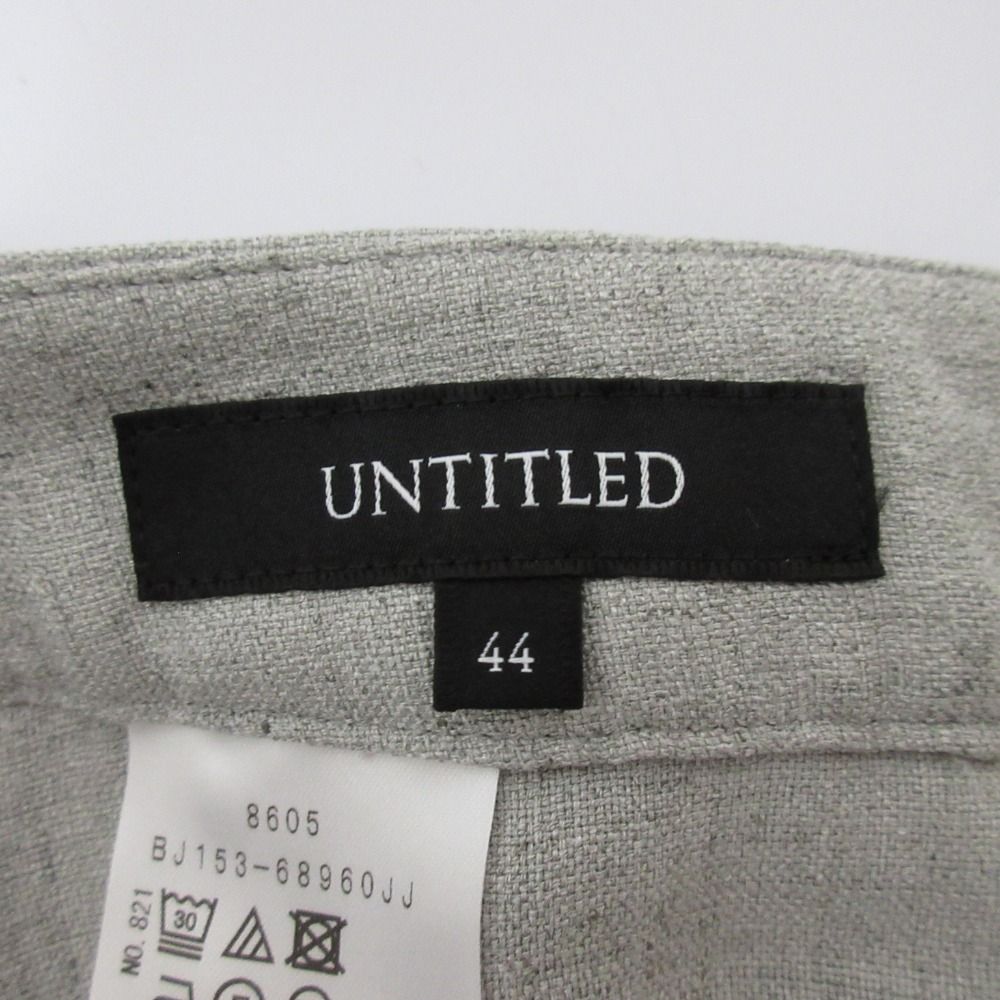 UNTITLED
44
8605
BJ153-68960JJ
NO. 821
30